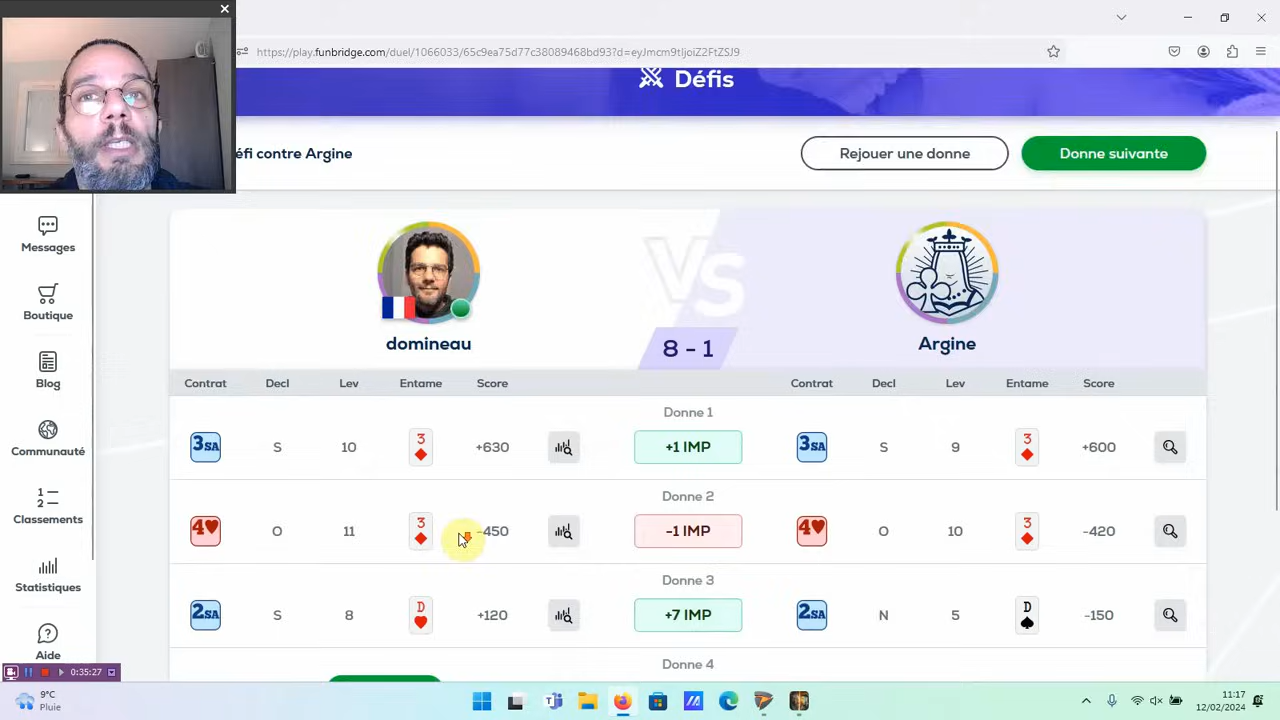 https://play.funbridge.com/duel/1066033/65c9ea75d77c38089468bd93?d=eyJmcm9tIjoiZ2FtZSJ9
Défis
éfi contre Argine
Rejouer une donne
Donne suivante
Messages
Boutique
Blog
Communauté
1
2
Classements
Statistiques
Aide
VS
domineau
8 - 1
Argine
Contrat Decl Lev Entame Score Contrat Decl Lev Entame Score
Donne 1
3SA S 10 3♦ +630 +1 IMP 3SA S 9 3♦ +600
Donne 2
4♥ O 11 3♦ -450 -1 IMP 4♥ O 10 3♦ -420
Donne 3
2SA S 8 D♥ +120 +7 IMP 2SA N 5 D♠ -150
Donne 4
0:35:27
9°C
Pluie
11:17
12/02/2024